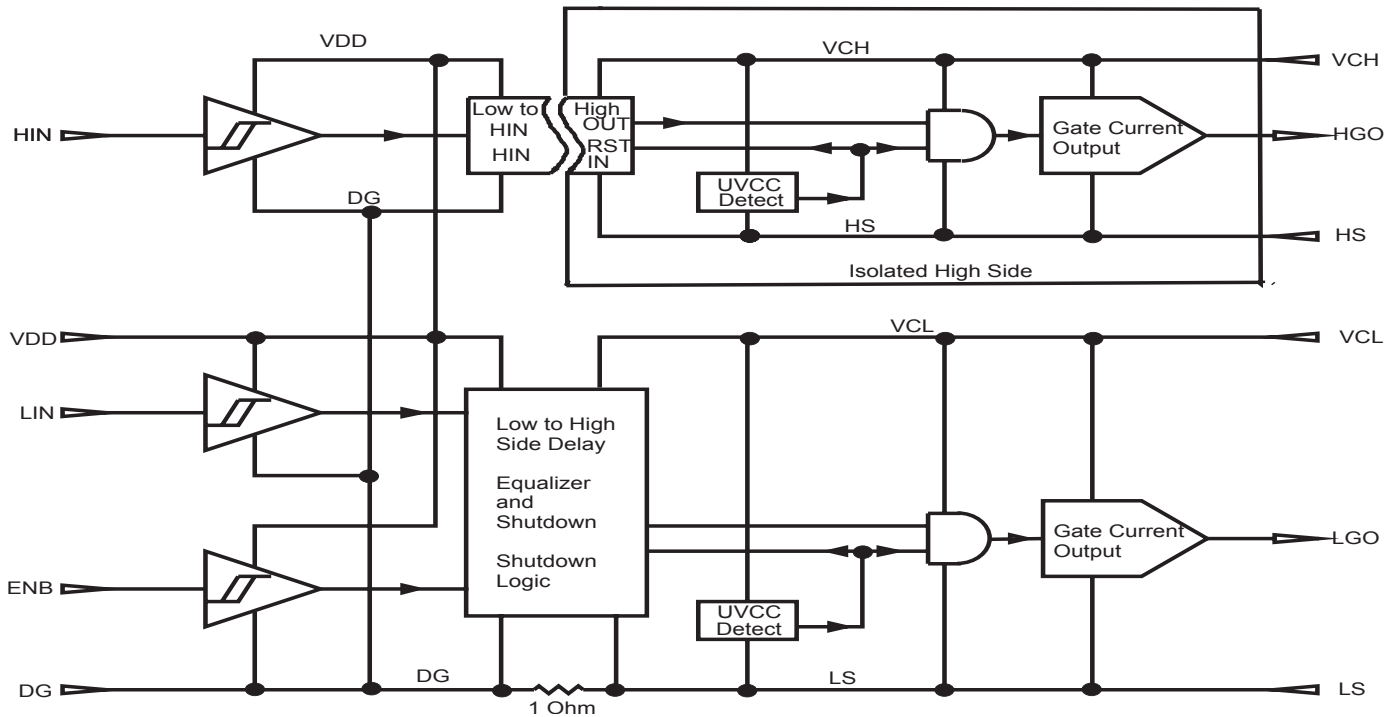 VDD
VCH
VCH
HIN
Low to
HIN
HIN
High
OUT
RST
IN
Gate Current
Output
HGO
UVCC
Detect
DG
HS
HS
Isolated High Side
VDD
VCL
VCL
LIN
Low to High
Side Delay
Equalizer
and
Shutdown
Shutdown
Logic
Gate Current
Output
LGO
ENB
UVCC
Detect
DG
DG
LS
LS
1 Ohm